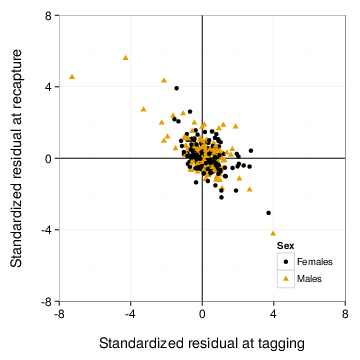 8
4
0
-4
-8
-8
-4
0
4
8
Standardized residual at recapture
Standardized residual at tagging
Sex
Females
Males